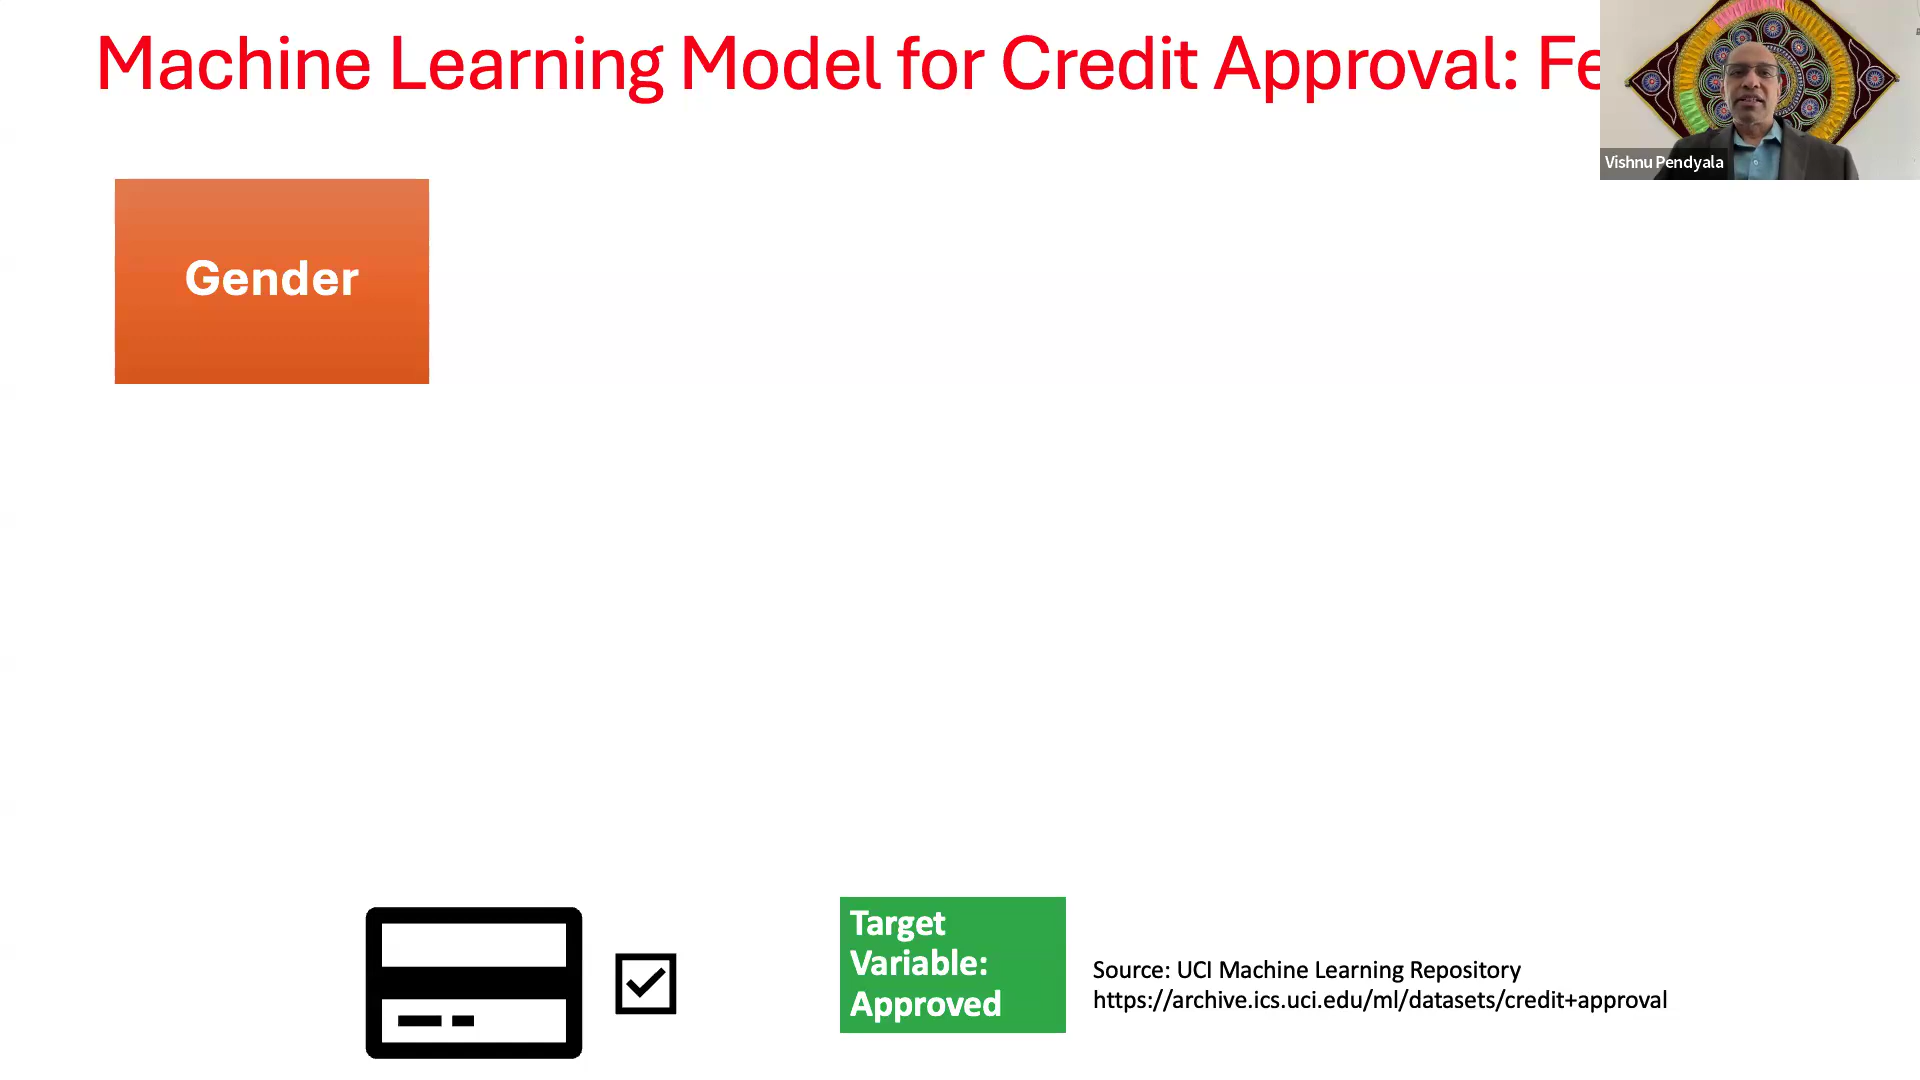 Machine Learning Model for Credit Approval: Fe
Vishnu Pendyala
Gender
Target
Variable:
Approved
Source: UCI Machine Learning Repository
https://archive.ics.uci.edu/ml/datasets/credit+approval